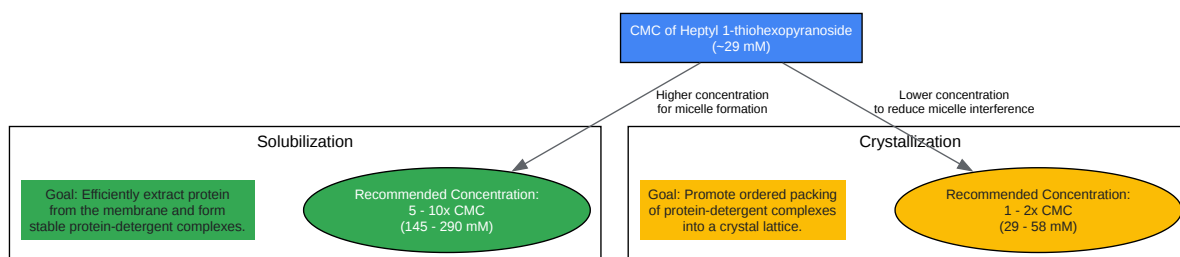 CMC of Heptyl 1-thiohexopyranoside
(~29 mM)
Higher concentration
for micelle formation
Lower concentration
to reduce micelle interference
Solubilization
Crystallization
Goal: Efficiently extract protein
from the membrane and form
stable protein-detergent complexes.
Recommended Concentration:
5 - 10x CMC
(145 - 290 mM)
Goal: Promote ordered packing
of protein-detergent complexes
into a crystal lattice.
Recommended Concentration:
1 - 2x CMC
(29 - 58 mM)